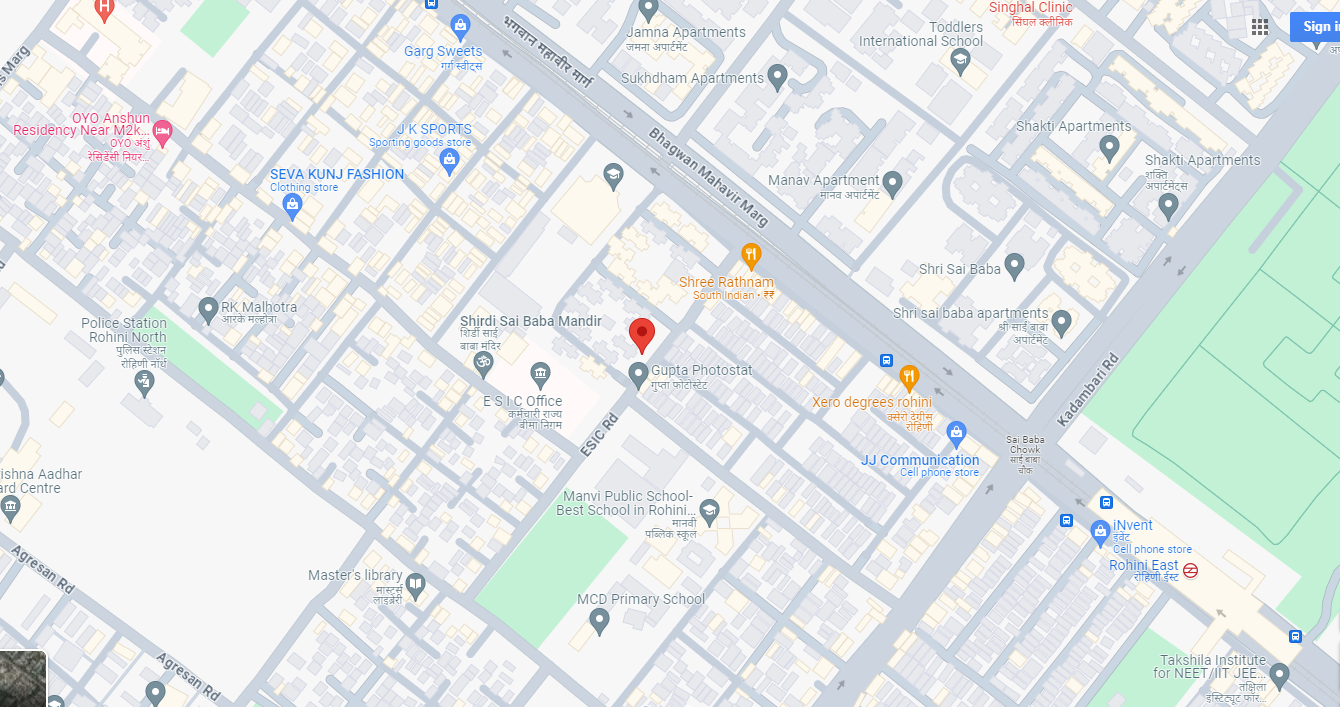 Singhal Clinic
सिंघल क्लीनिक
Sign i
भगवान महावीर मार्ग
Jamna Apartments
जमना अपार्टमेंट
Toddlers
International School
Garg Sweets
गर्ग स्वीट्स
s Marg
Sukhdham Apartments
OYO Anshun
Residency Near M2k...
OYO अंशुं
रेसिडेंसी नियर...
J K SPORTS
Sporting goods store
Bhagwan Mahavir Marg
Shakti Apartments
Shakti Apartments
शक्ति
अपार्टमेंट्स
SEVA KUNJ FASHION
Clothing store
Manav Apartment
मानव अपार्टमेंट
Shri Sai Baba
Shree Rathnam
South Indian • ₹₹
RK Malhotra
आरके मल्होत्रा
Shirdi Sai Baba Mandir
शिर्डी साई
बाबा मंदिर
Shri sai baba apartments
श्री साई बाबा
अपार्टमेंट
Police Station
Rohini North
पुलिस स्टेशन
रोहिणी नॉर्थ
Gupta Photostat
गुप्ता फोटोस्टेट
Kadambari Rd
E S I C Office
कर्मचारी राज्य
बीमा निगम
Xero degrees rohini
क्सेरो देग्रीस
रोहिणी
ESIC Rd
Sai Baba
Chowk
साईं बाबा
चौक
JJ Communication
Cell phone store
ishna Aadhar
ard Centre
Manvi Public School-
Best School in Rohini...
मानवी
पब्लिक स्कूल
iNvent
ईवेंट
Cell phone store
Rohini East
रोहिणी ईस्ट
Agresan Rd
Master's library
मास्टर्स
लाइब्रेरी
MCD Primary School
Agresan Rd
Takshila Institute
for NEET/IIT JEE...
तक्षिला
इंस्टिट्यूट फॉर...